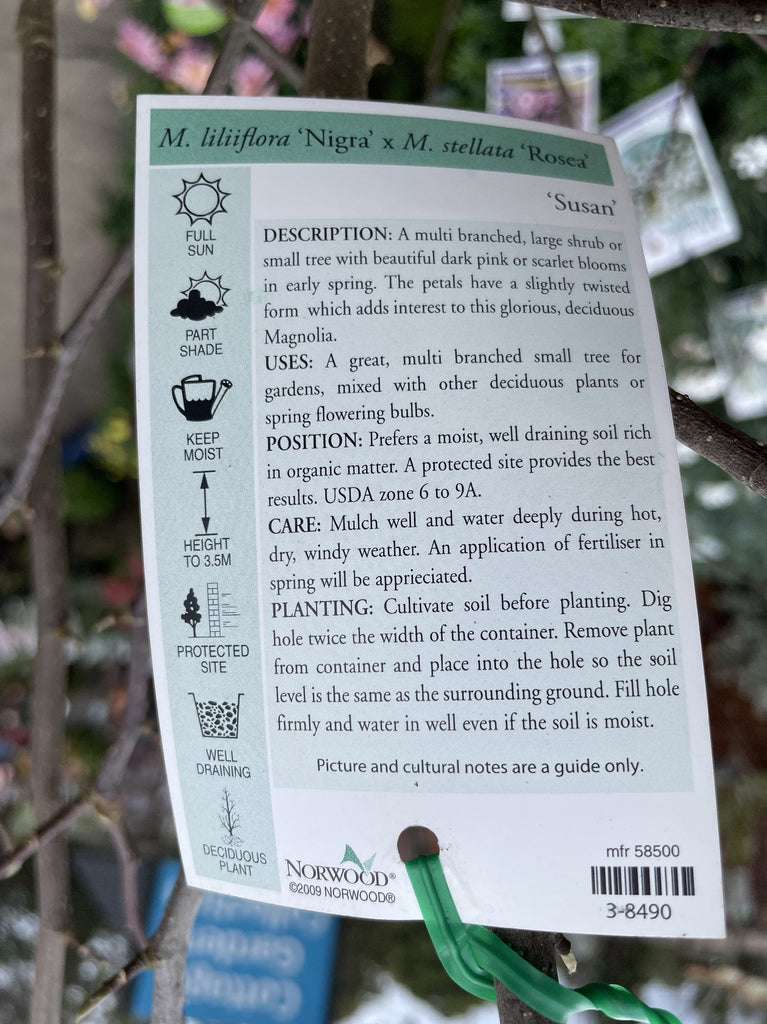 M. liliiflora ‘Nigra’ x M. stellata ‘Rosea’
‘Susan’
FULL
SUN
PART
SHADE
KEEP
MOIST
HEIGHT
TO 3.5M
PROTECTED
SITE
WELL
DRAINING
DECIDUOUS
PLANT
DESCRIPTION: A multi branched, large shrub or
small tree with beautiful dark pink or scarlet blooms
in early spring. The petals have a slightly twisted
form which adds interest to this glorious, deciduous
Magnolia.
USES: A great, multi branched small tree for
gardens, mixed with other deciduous plants or
spring flowering bulbs.
POSITION: Prefers a moist, well draining soil rich
in organic matter. A protected site provides the best
results. USDA zone 6 to 9A.
CARE: Mulch well and water deeply during hot,
dry, windy weather. An application of fertiliser in
spring will be apprieciated.
PLANTING: Cultivate soil before planting. Dig
hole twice the width of the container. Remove plant
from container and place into the hole so the soil
level is the same as the surrounding ground. Fill hole
firmly and water in well even if the soil is moist.
Picture and cultural notes are a guide only.
NORWOOD®
©2009 NORWOOD®
mfr 58500
3-8490
Cottage
Garden